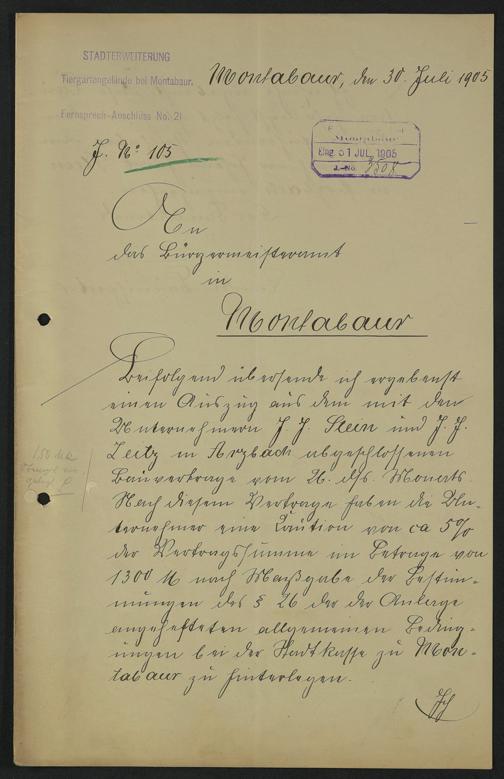 STADTERWEITERUNG
Tiergartengelände bei Montabaur.
Fernsprech-Anschluss No. 21
Montabaur, den 30. Juli 1905
J. No 105
Eing. 31 JUL. 1905
J.-No.
An
das Bürgermeisteramt
in
Montabaur
Beifolgend übersende ich ergebenst
einen Auszug aus dem mit den
Unternehmern J. J. Stein und J. J.
Leitz in Arzbach abgeschlossenen
Bauvertrage vom 26. ds. Monats.
Nach diesem Vertrage haben die Un-
ternehmer eine Caution von ca 5%
der Vertragssumme im Betrage von
1300 M nach Maßgabe der Bestim-
mungen des § 26 der der Anlage
angehefteten allgemeinen Beding-
ungen bei der Stadtkasse zu Mon-
tabaur zu hinterlegen.
Ich